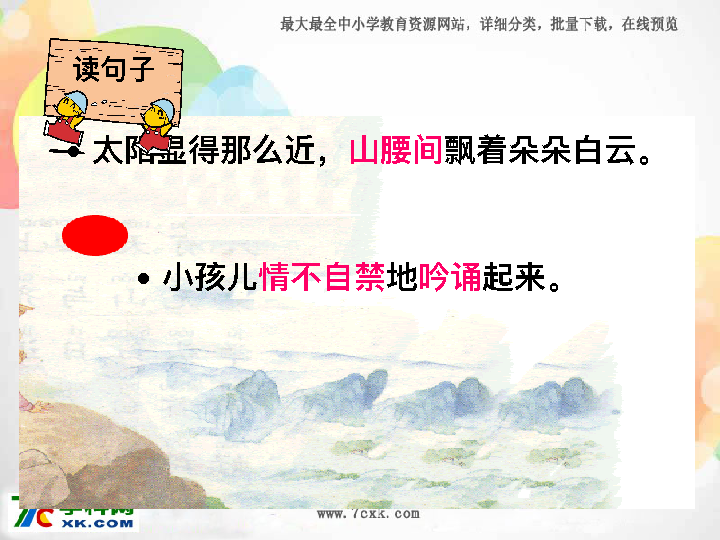 最大最全中小学教育资源网站，详细分类，批量下载，在线预览
读句子
• 太阳显得那么近，山腰间飘着朵朵白云。
• 小孩儿情不自禁地吟诵起来。
学科网
XK.COM
www.7cxk.com